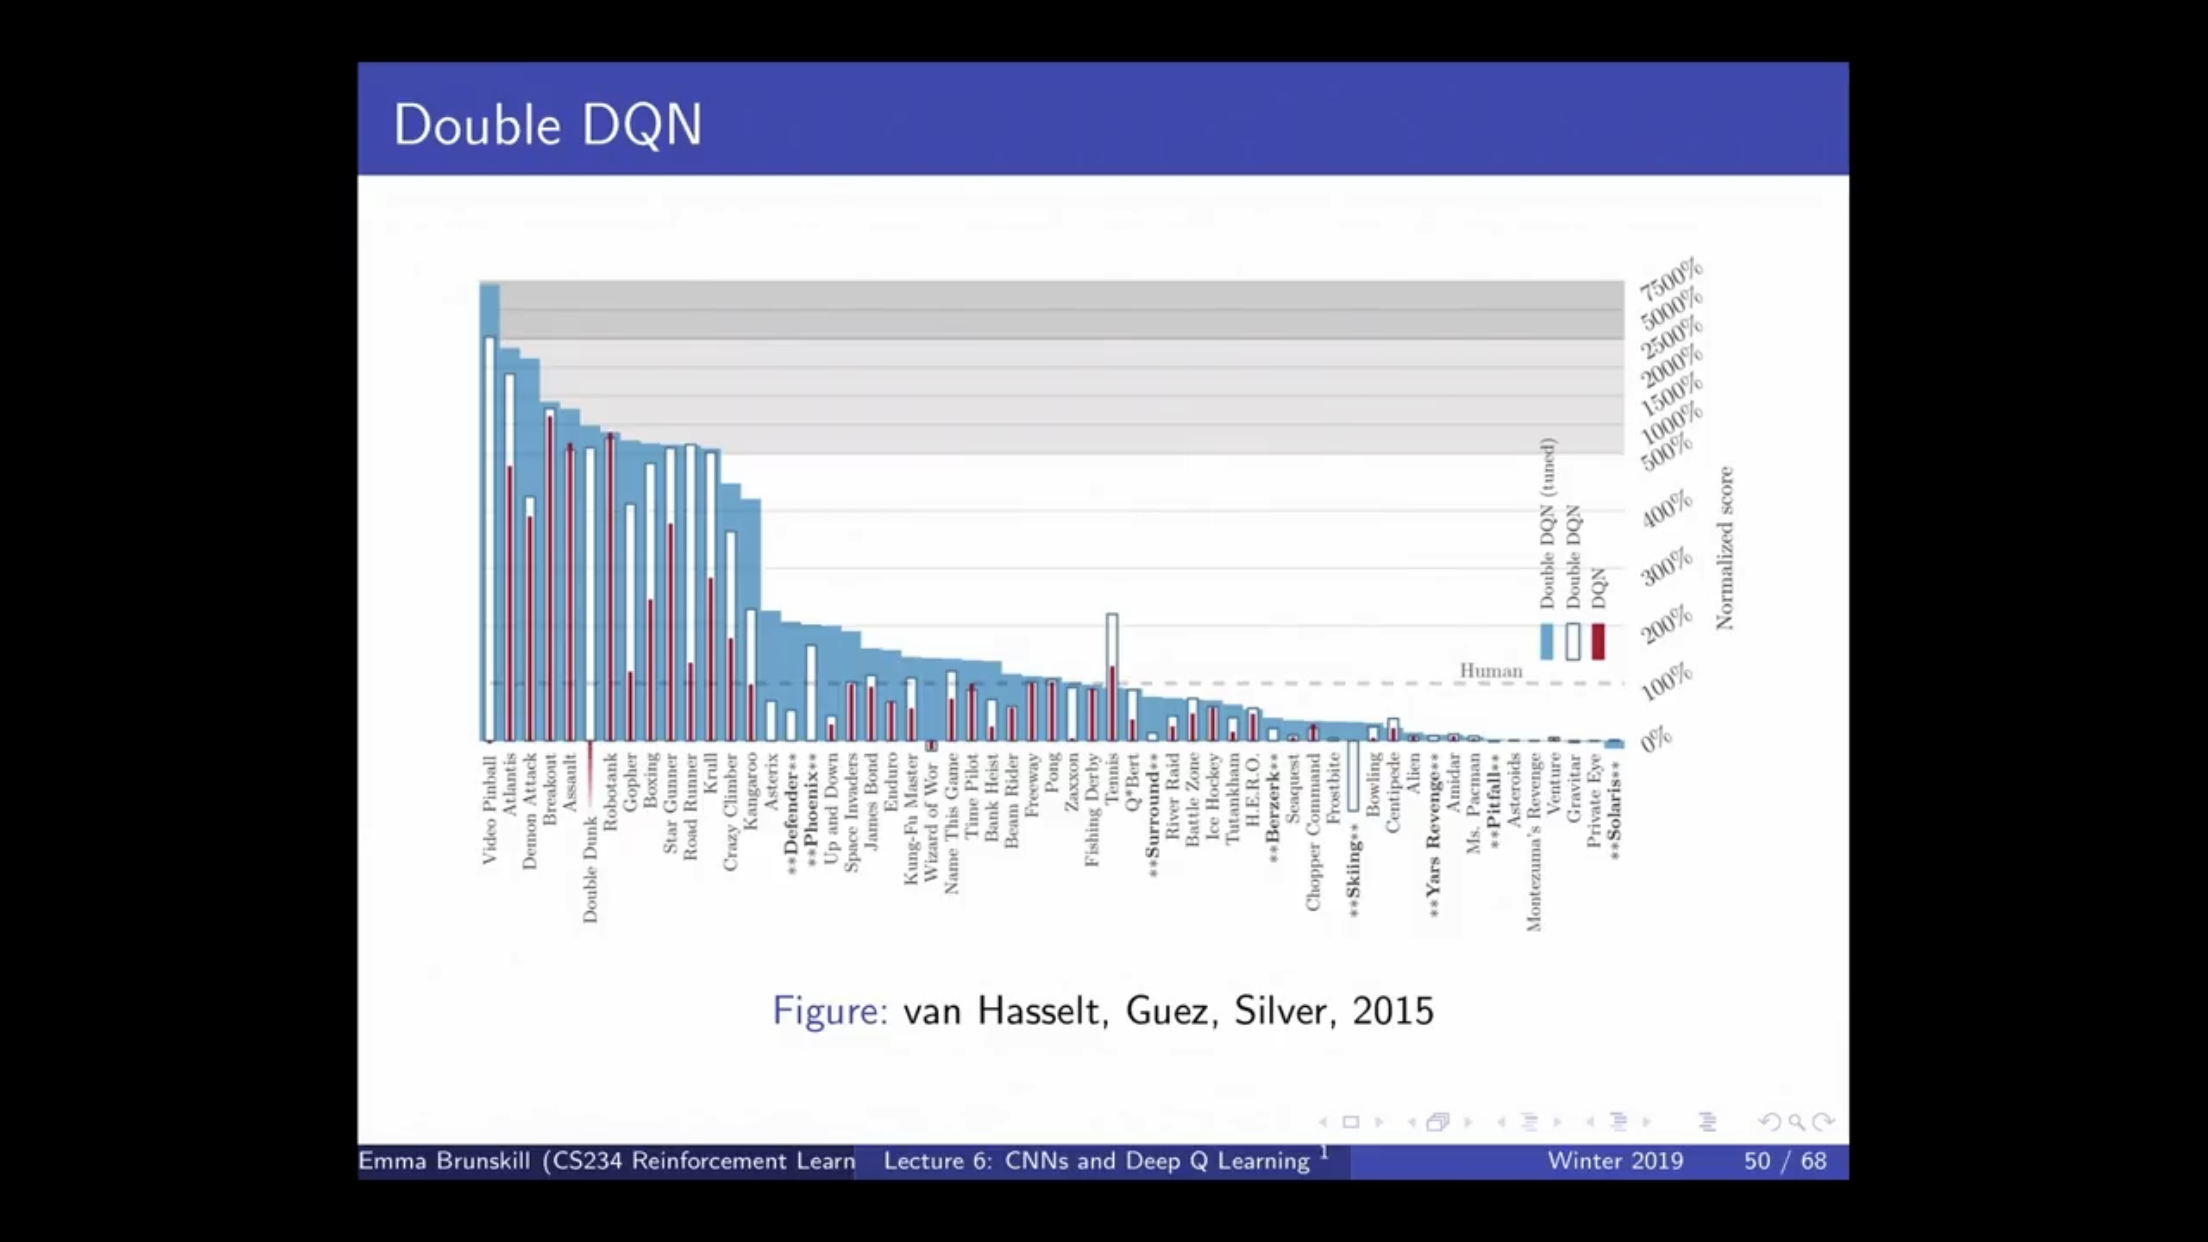 Double DQN
7500%
5000%
2500%
2000%
1500%
1000%
500%
400%
300%
200%
100%
0%
Normalized score
Double DQN (tuned)
Double DQN
DQN
Human
Video Pinball
Atlantis
Demon Attack
Breakout
Assault
Double Dunk
Robotank
Gopher
Boxing
Star Gunner
Road Runner
Krull
Crazy Climber
Kangaroo
Asterix
**Defender**
**Phoenix**
Up and Down
Space Invaders
James Bond
Enduro
Kung-Fu Master
Wizard of Wor
Name This Game
Time Pilot
Bank Heist
Beam Rider
Freeway
Pong
Zaxxon
Fishing Derby
Tennis
Q*Bert
**Surround**
River Raid
Battle Zone
Ice Hockey
Tutankham
H.E.R.O.
**Berzerk**
Seaquest
Chopper Command
Frostbite
**Skiing**
Bowling
Centipede
Alien
**Yars Revenge**
Amidar
Ms. Pacman
**Pitfall**
Asteroids
Montezuma's Revenge
Venture
Gravitar
Private Eye
**Solaris**
Figure: van Hasselt, Guez, Silver, 2015
Emma Brunskill (CS234 Reinforcement Learn Lecture 6: CNNs and Deep Q Learning 1 Winter 2019 50 / 68